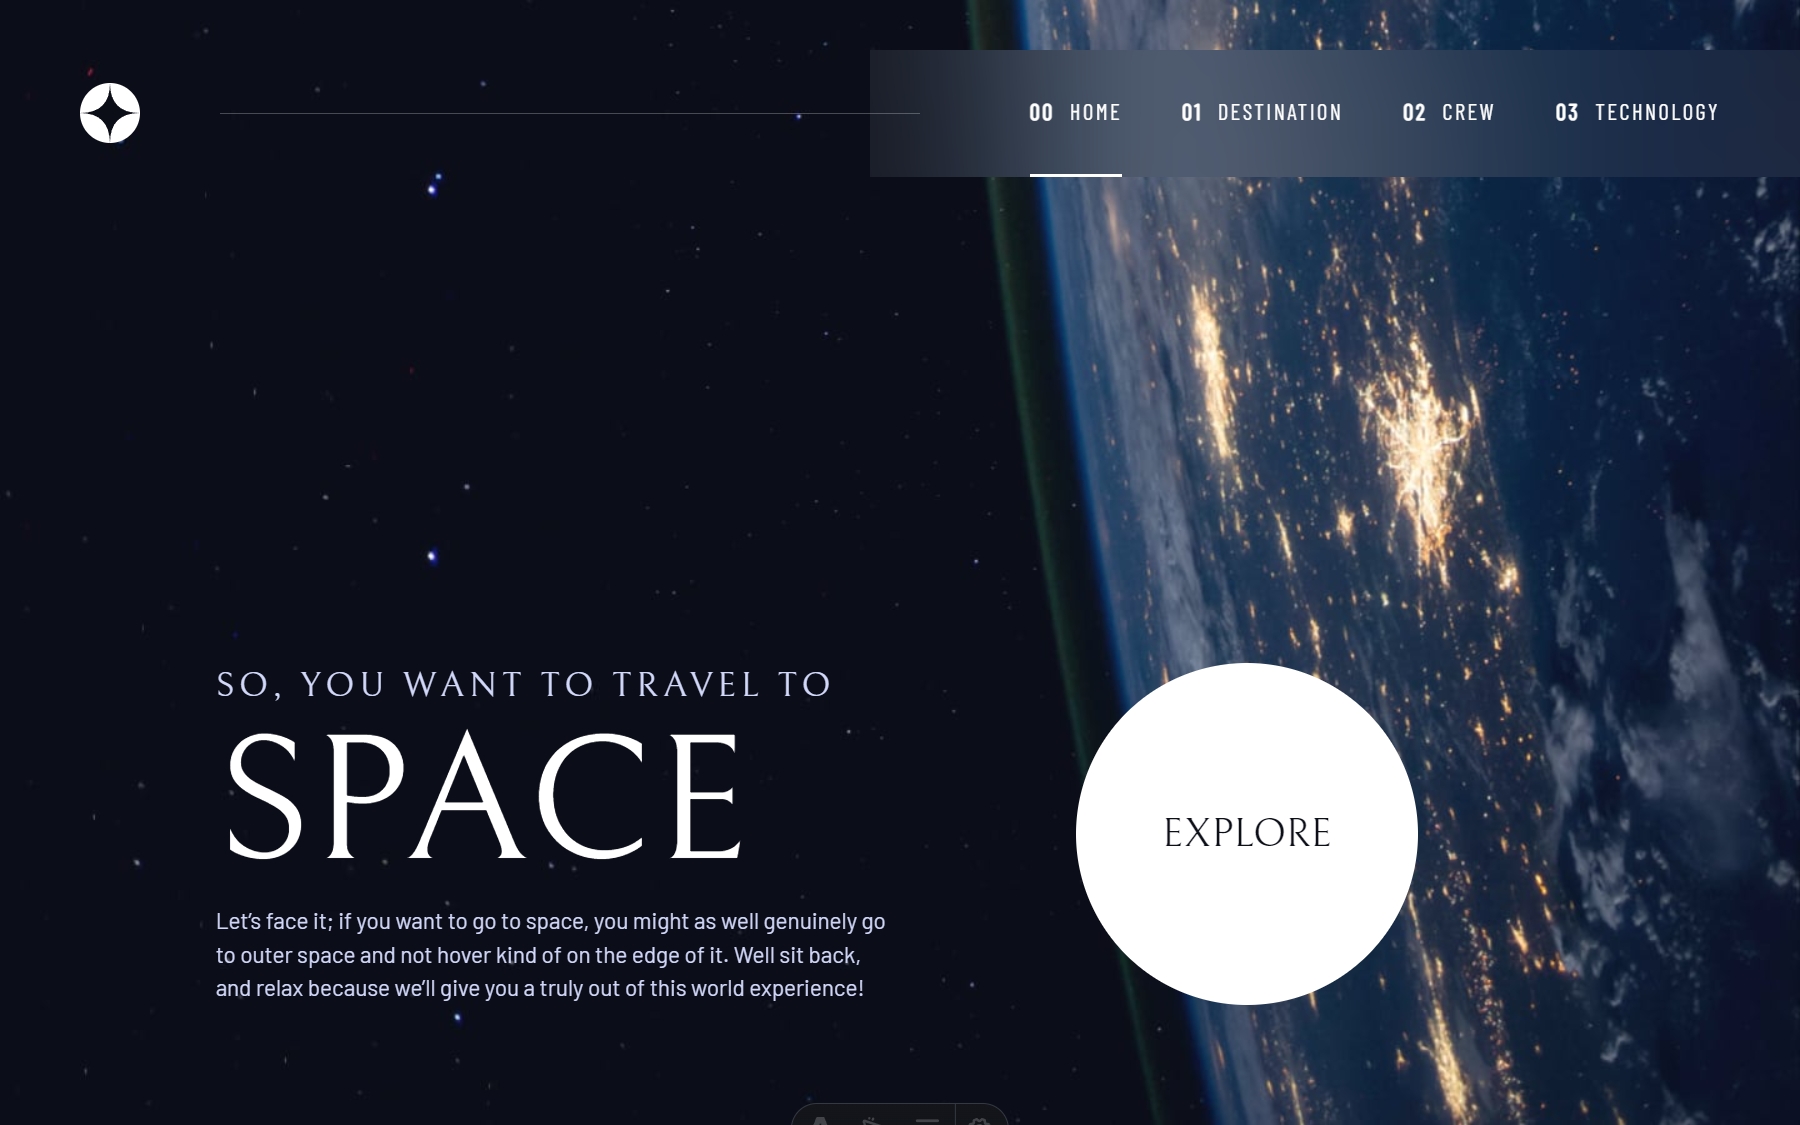 00 HOME 01 DESTINATION 02 CREW 03 TECHNOLOGY
SO, YOU WANT TO TRAVEL TO
SPACE
Let’s face it; if you want to go to space, you might as well genuinely go
to outer space and not hover kind of on the edge of it. Well sit back,
and relax because we’ll give you a truly out of this world experience!
EXPLORE